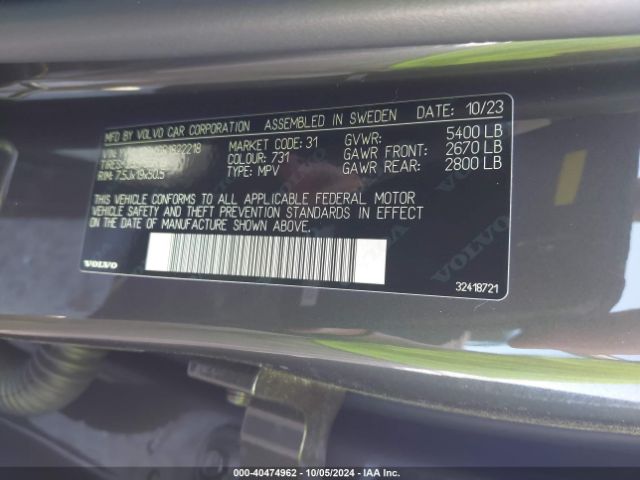 MFD BY VOLVO CAR CORPORATION ASSEMBLED IN SWEDEN DATE: 10/23
VIN:
MARKET CODE: 31 GVWR: 5400 LB
TIRES:
COLOUR: 731 GAWR FRONT: 2670 LB
RIM: 7.5Jx19x50.5 TYPE: MPV GAWR REAR: 2800 LB
THIS VEHICLE CONFORMS TO ALL APPLICABLE FEDERAL MOTOR
VEHICLE SAFETY AND THEFT PREVENTION STANDARDS IN EFFECT
ON THE DATE OF MANUFACTURE SHOWN ABOVE.
VOLVO
32418721
000-40474962 - 10/05/2024 - IAA Inc.